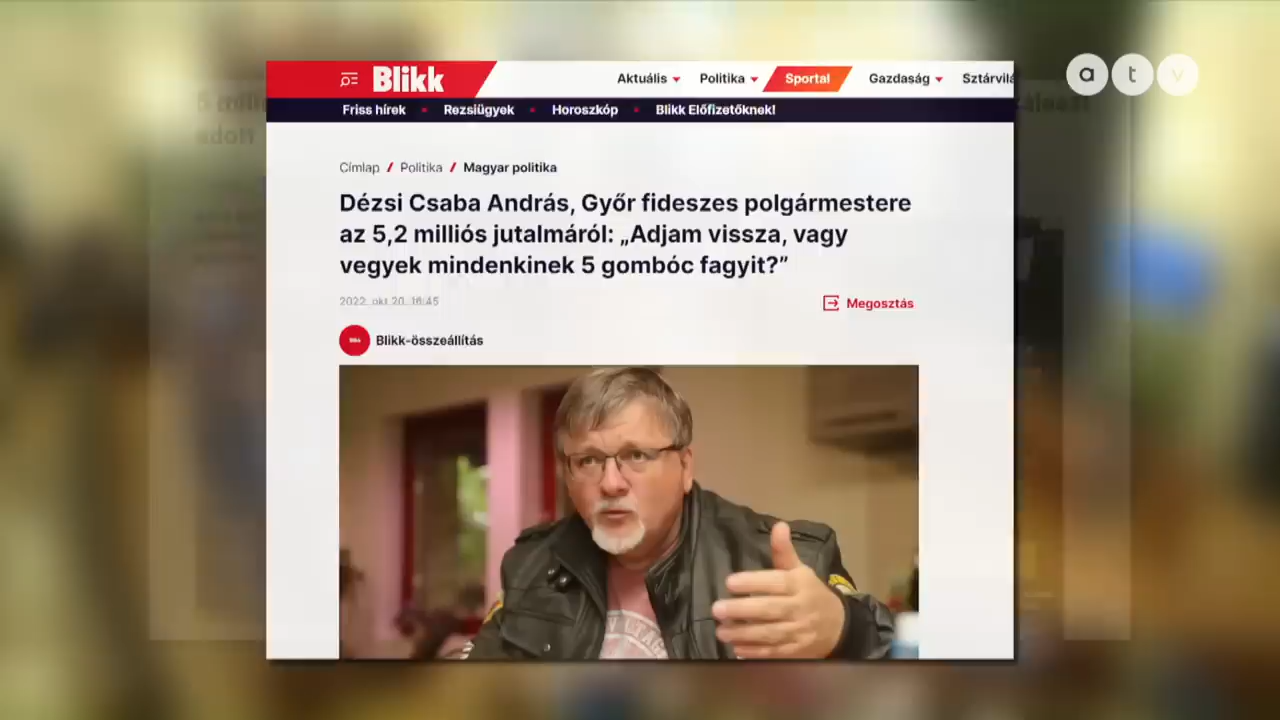 Blikk
Aktuális Politika Sportal Gazdaság Sztárvilá
a t v
Friss hírek Rezsiügyek Horoszkóp Blikk Előfizetőknek!
Címlap / Politika / Magyar politika
Dézsi Csaba András, Győr fideszes polgármestere
az 5,2 milliós jutalmáról: „Adjam vissza, vagy
vegyek mindenkinek 5 gombóc fagyit?”
2022. okt 20. 16:45
Megosztás
Blikk-összeállítás